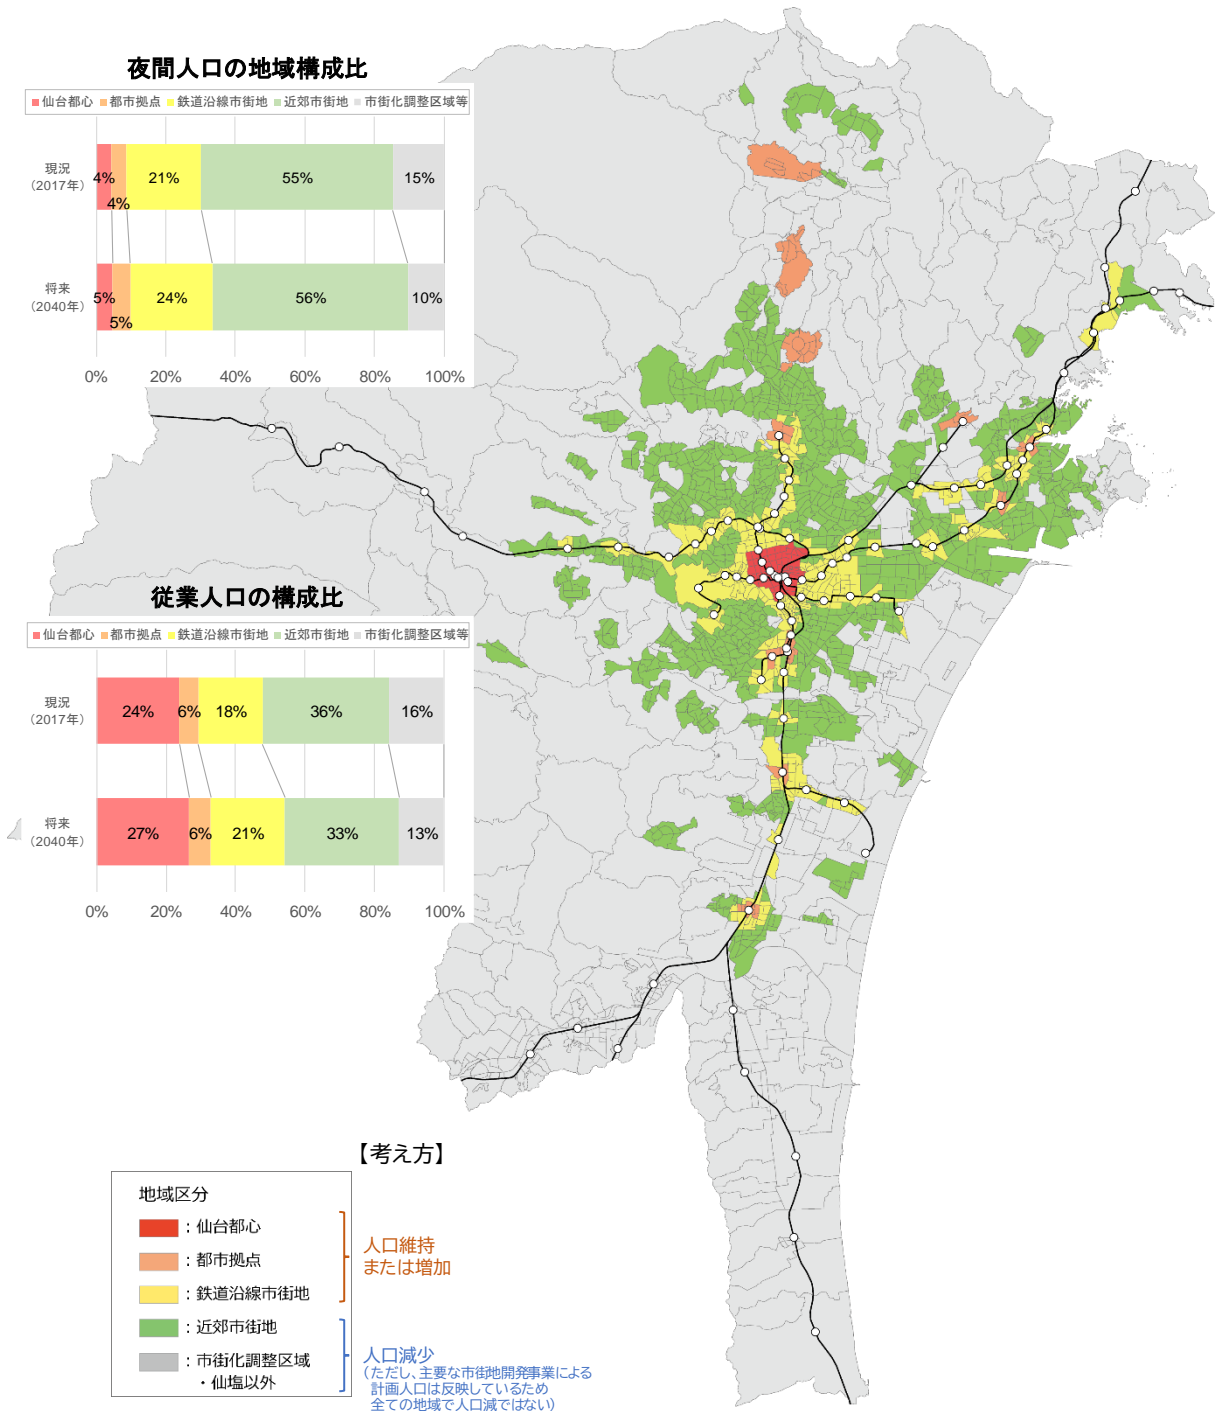 夜間人口の地域構成比
仙台都心 都市拠点 鉄道沿線市街地 近郊市街地 市街化調整区域等
現況
（2017年）
4% 4% 21% 55% 15%
将来
（2040年）
5% 5% 24% 56% 10%
0% 20% 40% 60% 80% 100%
従業人口の構成比
仙台都心 都市拠点 鉄道沿線市街地 近郊市街地 市街化調整区域等
現況
（2017年）
24% 6% 18% 36% 16%
将来
（2040年）
27% 6% 21% 33% 13%
0% 20% 40% 60% 80% 100%
【考え方】
地域区分
：仙台都心
：都市拠点
：鉄道沿線市街地
：近郊市街地
：市街化調整区域
・仙塩以外
人口維持
または増加
人口減少
（ただし、主要な市街地開発事業による
計画人口は反映しているため
全ての地域で人口減ではない）